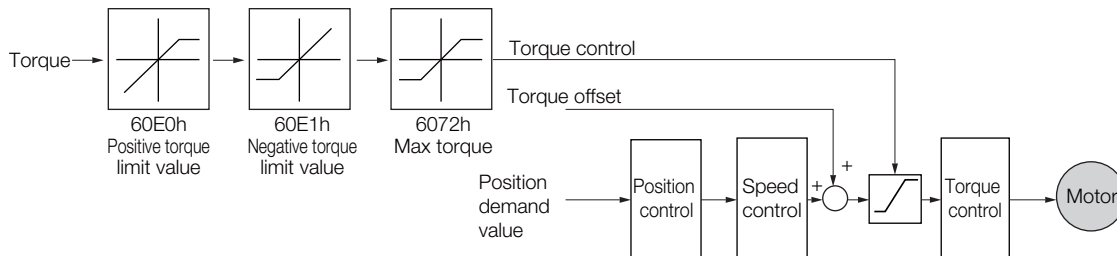 Torque
60E0h
Positive torque
limit value
60E1h
Negative torque
limit value
6072h
Max torque
Torque control
Torque offset
Position
demand
value
Position
control
Speed
control
+
+
Torque
control
Motor